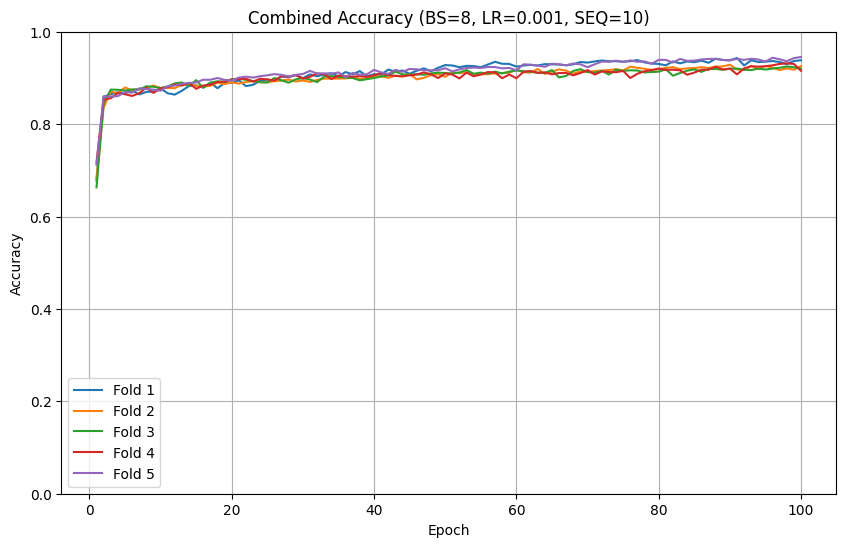 Combined Accuracy (BS=8, LR=0.001, SEQ=10)
1.0
0.8
0.6
0.4
0.2
0.0
Accuracy
Fold 1
Fold 2
Fold 3
Fold 4
Fold 5
0 20 40 60 80 100
Epoch